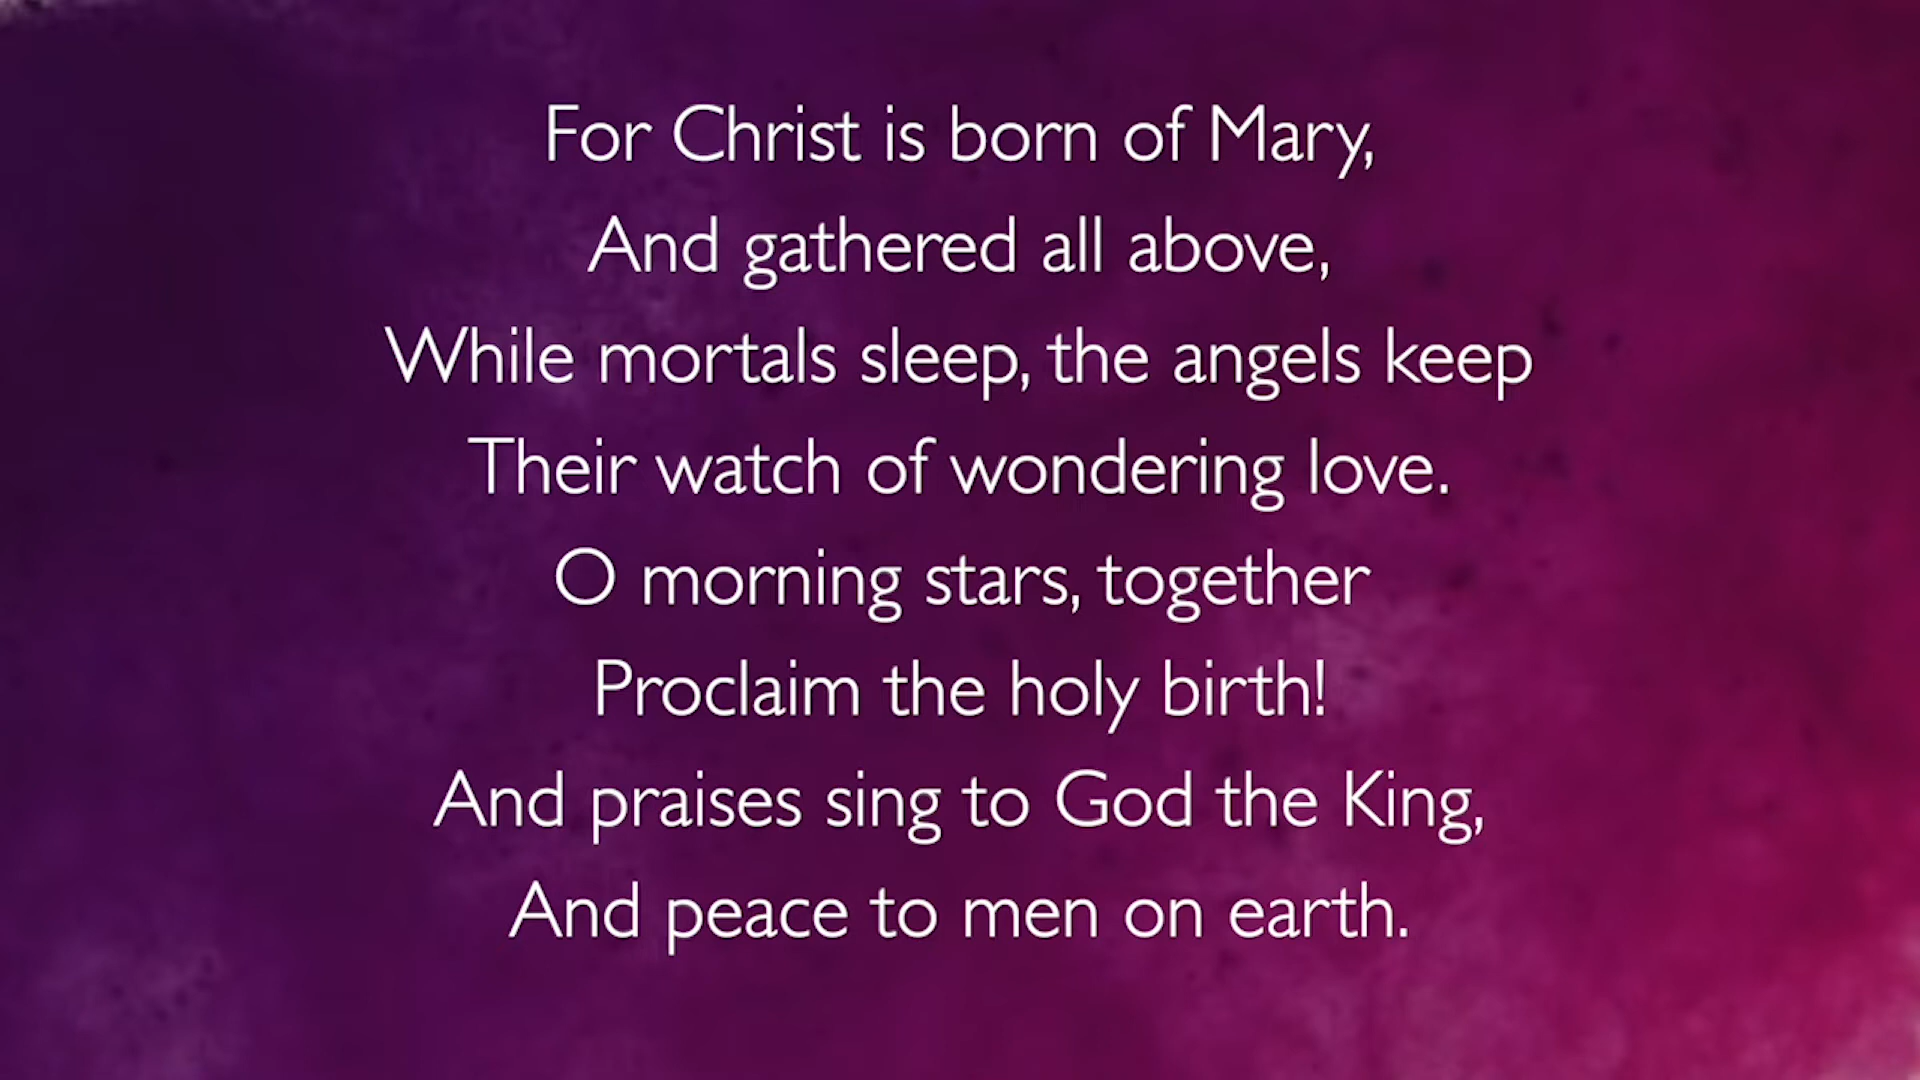 For Christ is born of Mary,
And gathered all above,
While mortals sleep, the angels keep
Their watch of wondering love.
O morning stars, together
Proclaim the holy birth!
And praises sing to God the King,
And peace to men on earth.